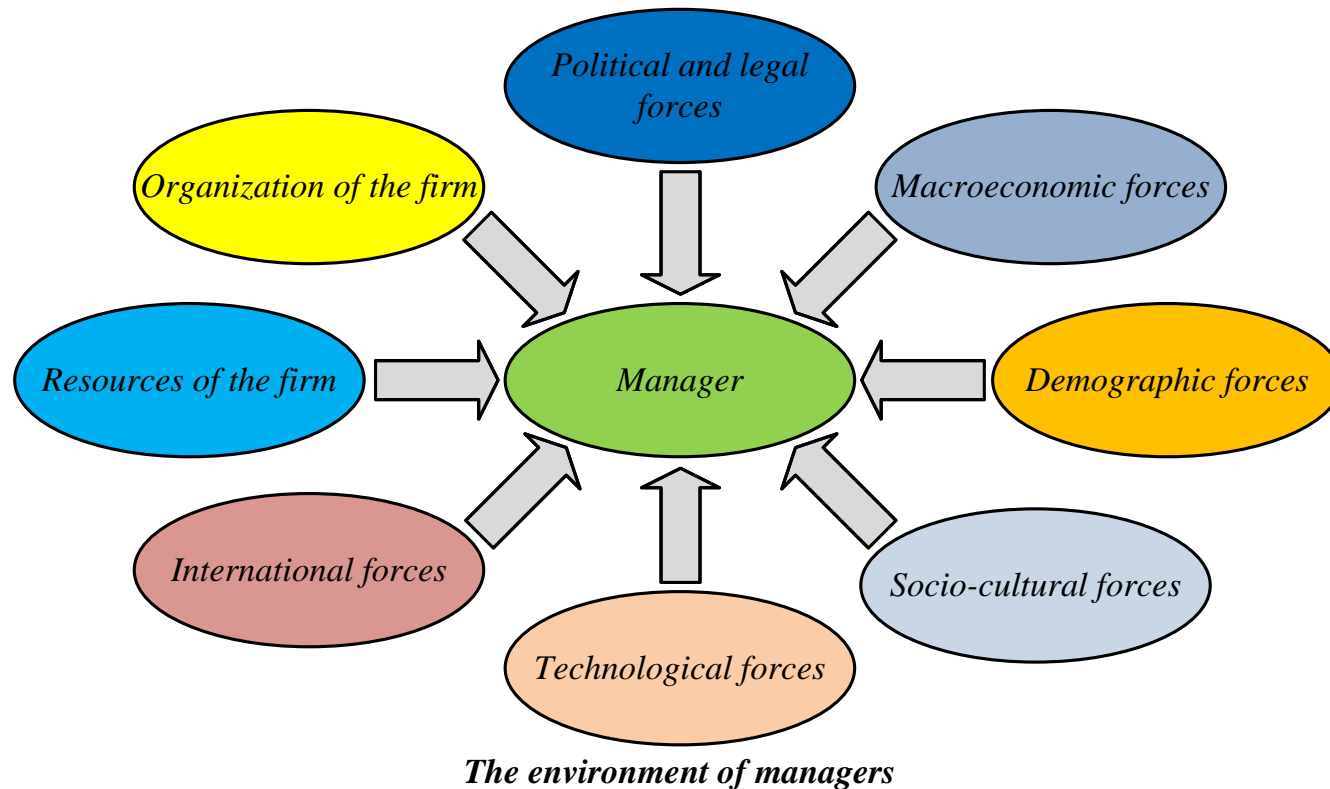 Political and legal
forces
Organization of the firm
Macroeconomic forces
Resources of the firm
Manager
Demographic forces
International forces
Socio-cultural forces
Technological forces
The environment of managers